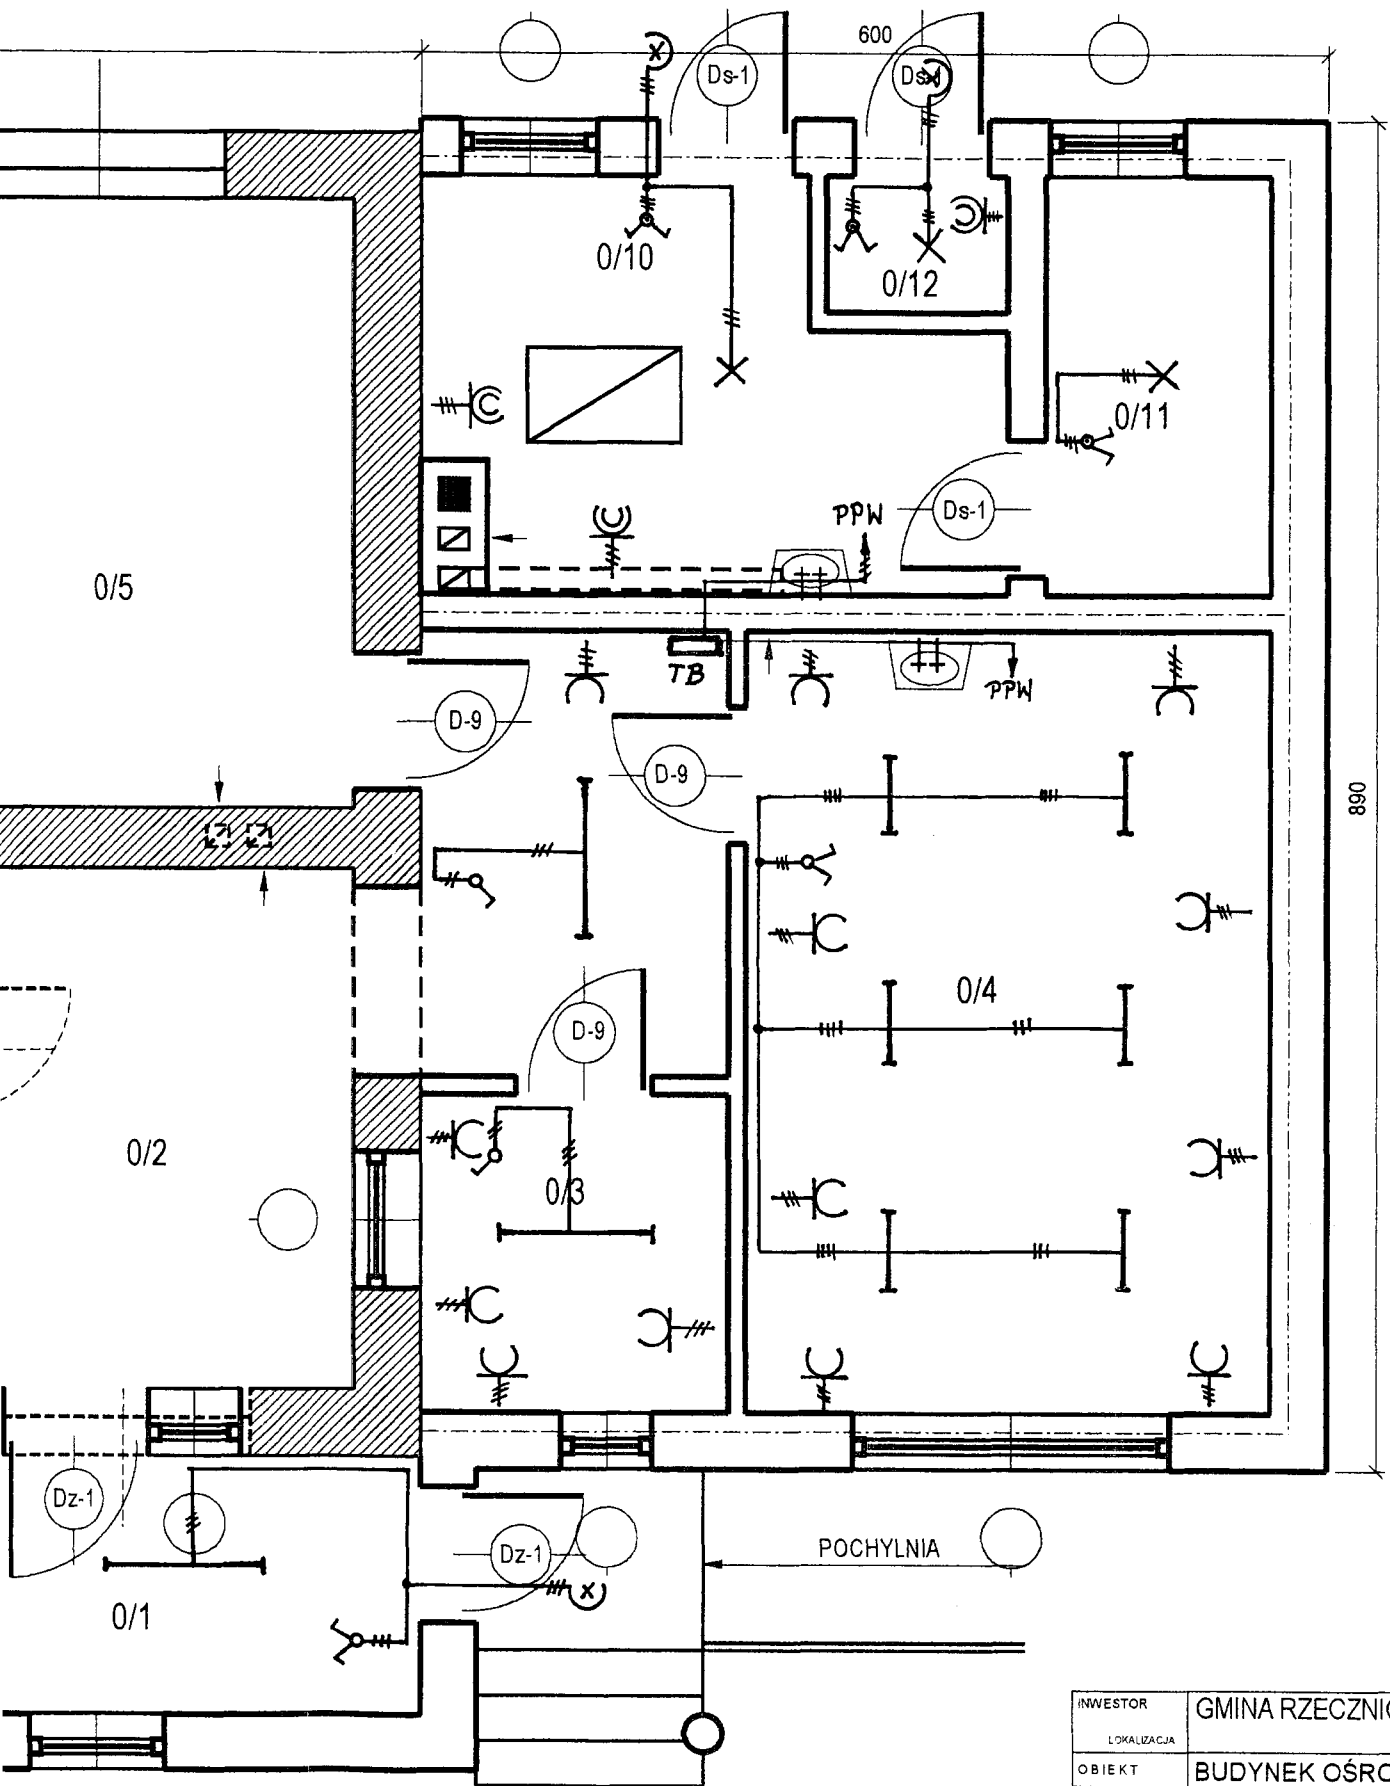 600
Ds-1
Ds-1
0/10
0/12
0/11
PPW
Ds-1
0/5
TB
PPW
D-9
D-9
890
0/4
D-9
0/2
0/3
Dz-1
Dz-1
POCHYLNIA
0/1
INWESTOR
GMINA RZECZNI
LOKALIZACJA
OBIEKT
BUDYNEK OŚRO